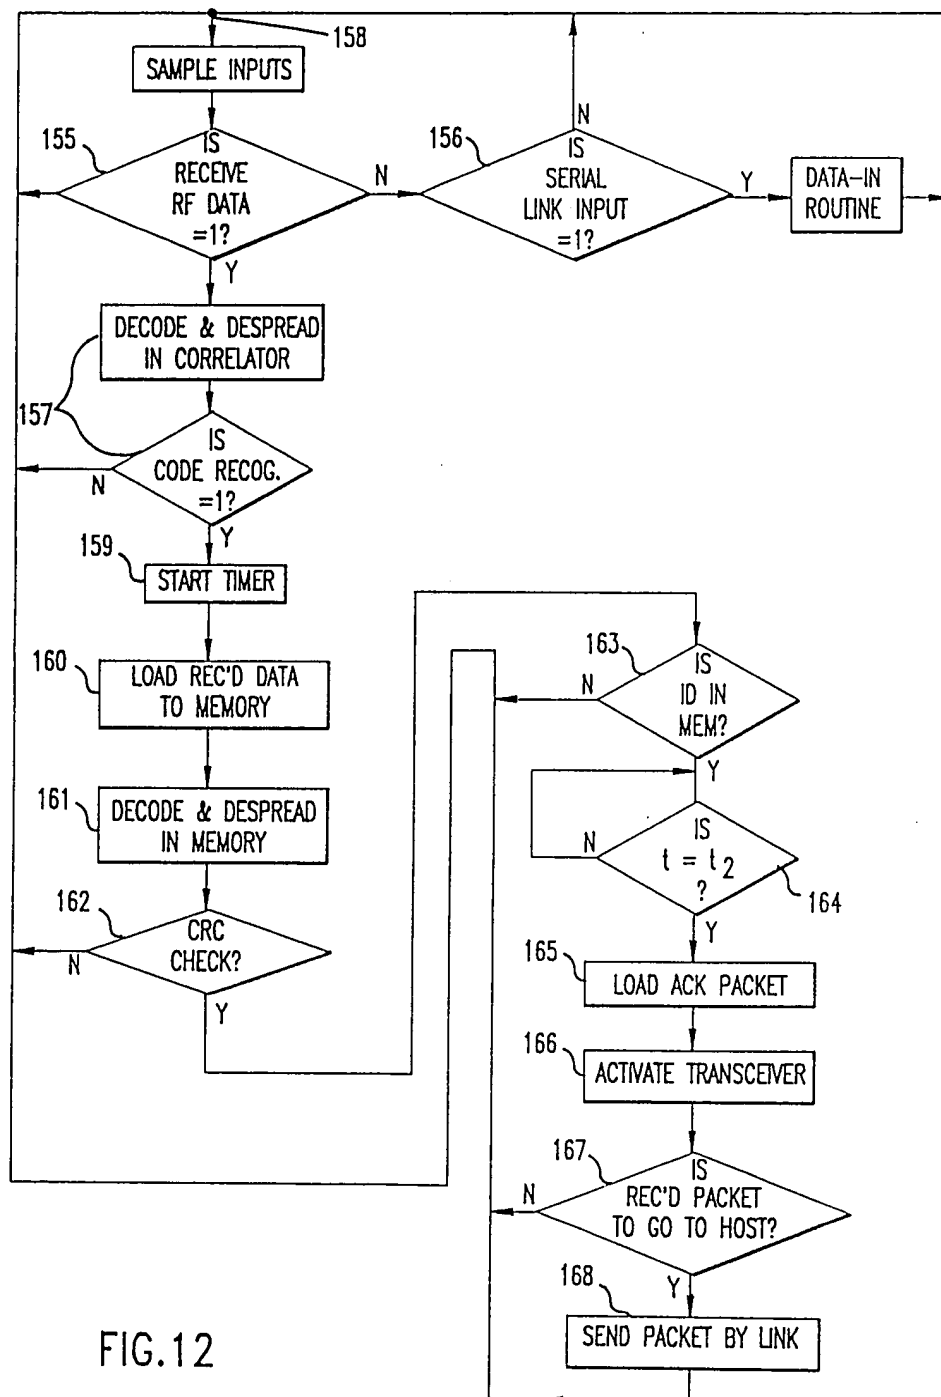 158
SAMPLE INPUTS
155
IS
RECEIVE
RF DATA
=1?
N
Y
156
N
IS
SERIAL
LINK INPUT
=1?
Y
DATA-IN
ROUTINE
DECODE & DESPREAD
IN CORRELATOR
157
IS
CODE RECOG.
=1?
N
Y
159
START TIMER
160
LOAD REC'D DATA
TO MEMORY
161
DECODE & DESPREAD
IN MEMORY
162
CRC
CHECK?
N
Y
163
IS
ID IN
MEM?
N
Y
IS
t = t2
?
N
164
Y
165
LOAD ACK PACKET
166
ACTIVATE TRANSCEIVER
167
IS
REC'D PACKET
TO GO TO HOST?
N
Y
168
SEND PACKET BY LINK
FIG.12